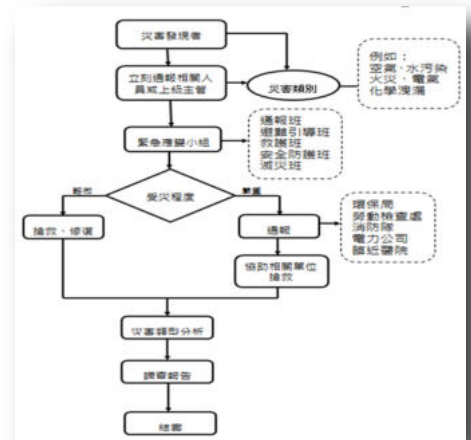 災害發現者
立刻通報相關人
員或上級主管
災害類別
例如：
空氣、水污染
火災、電氣
化學洩漏
緊急應變小組
通報班
避難引導班
救護班
安全防護班
滅災班
受災程度
輕微
嚴重
搶救、修復
通報
環保局
勞動檢查處
消防隊
電力公司
鄰近醫院
協助相關單位
搶救
災害類型分析
調查報告
結案